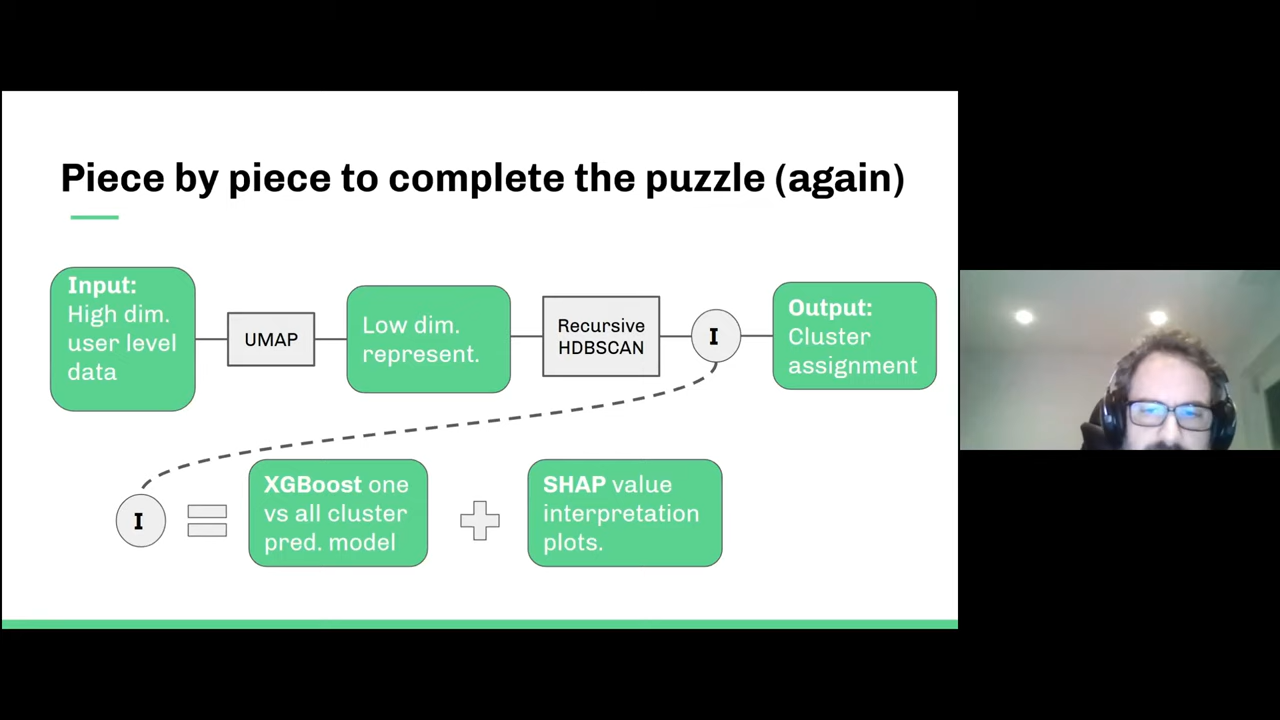 Piece by piece to complete the puzzle (again)
Input:
High dim.
user level
data
UMAP
Low dim.
represent.
Recursive
HDBSCAN
I
Output:
Cluster
assignment
I
XGBoost one
vs all cluster
pred. model
SHAP value
interpretation
plots.